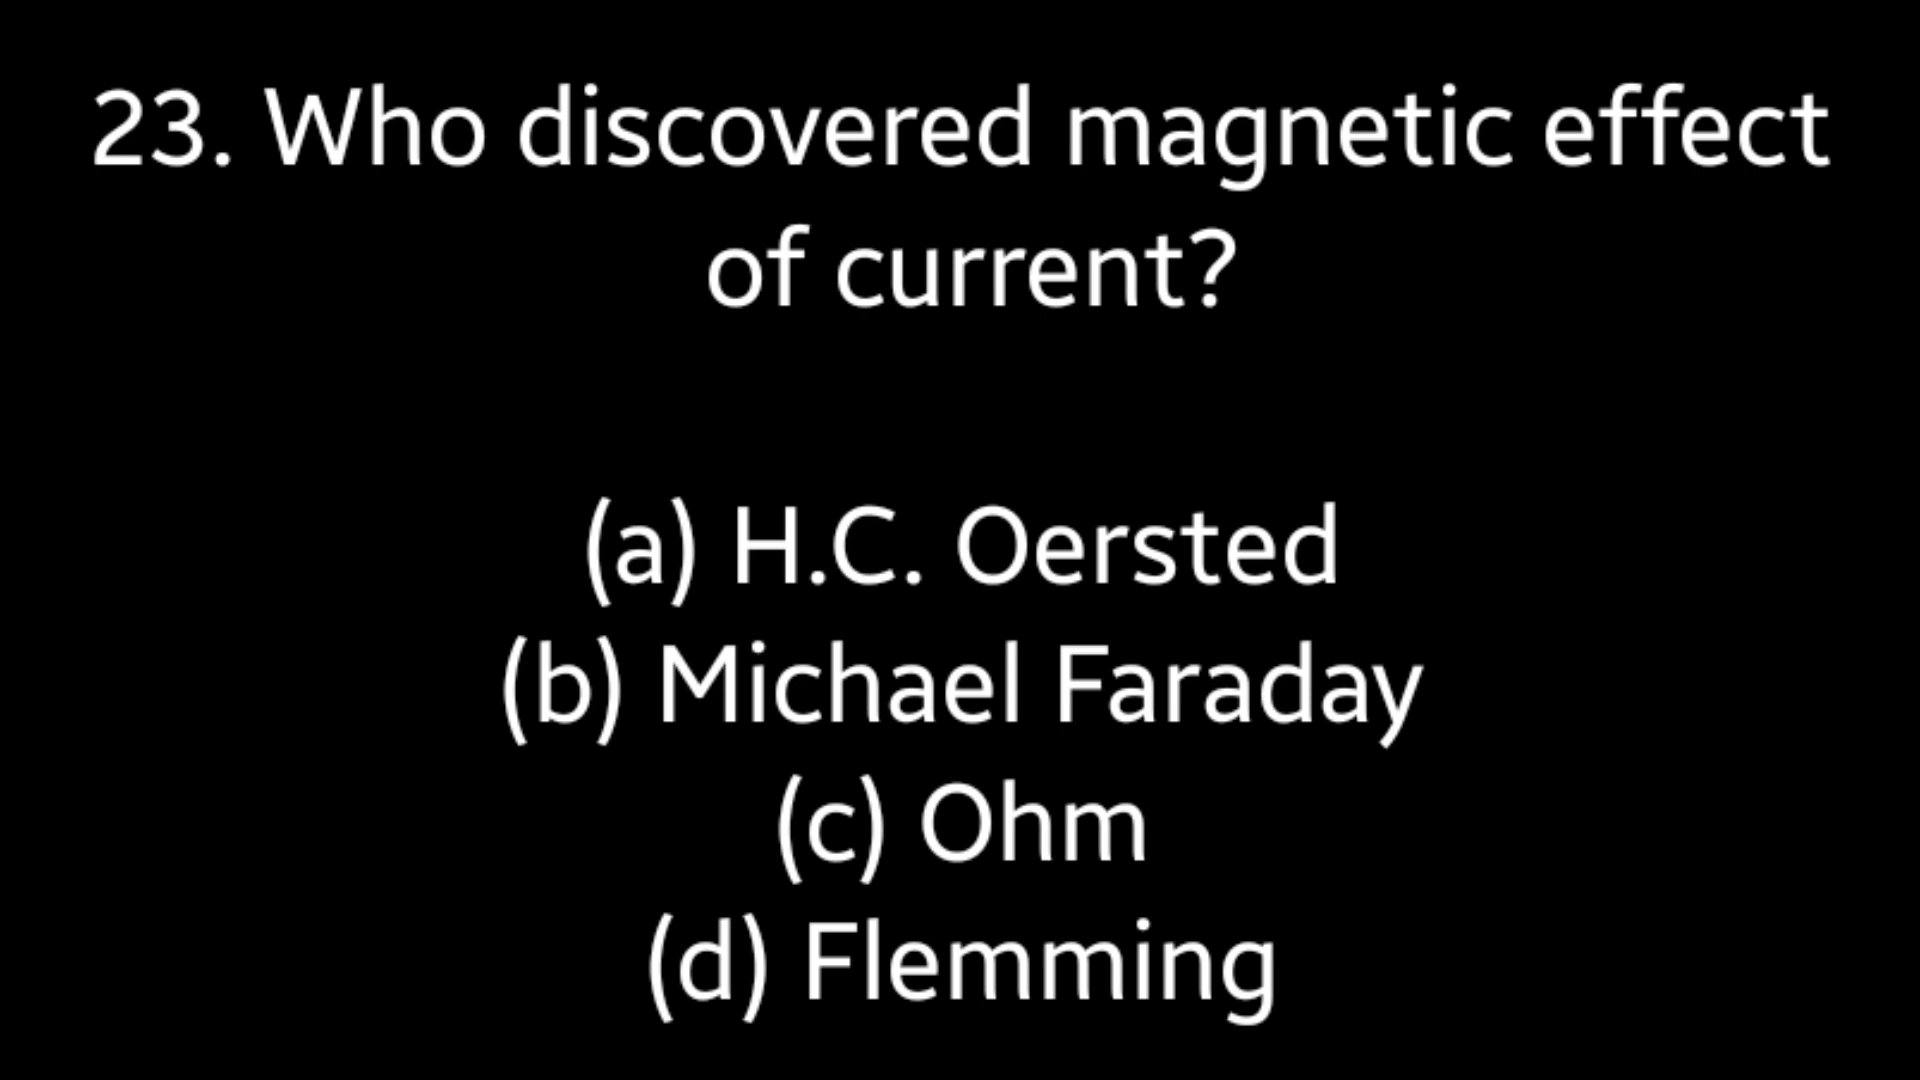 23. Who discovered magnetic effect
of current?
(a) H.C. Oersted
(b) Michael Faraday
(c) Ohm
(d) Flemming